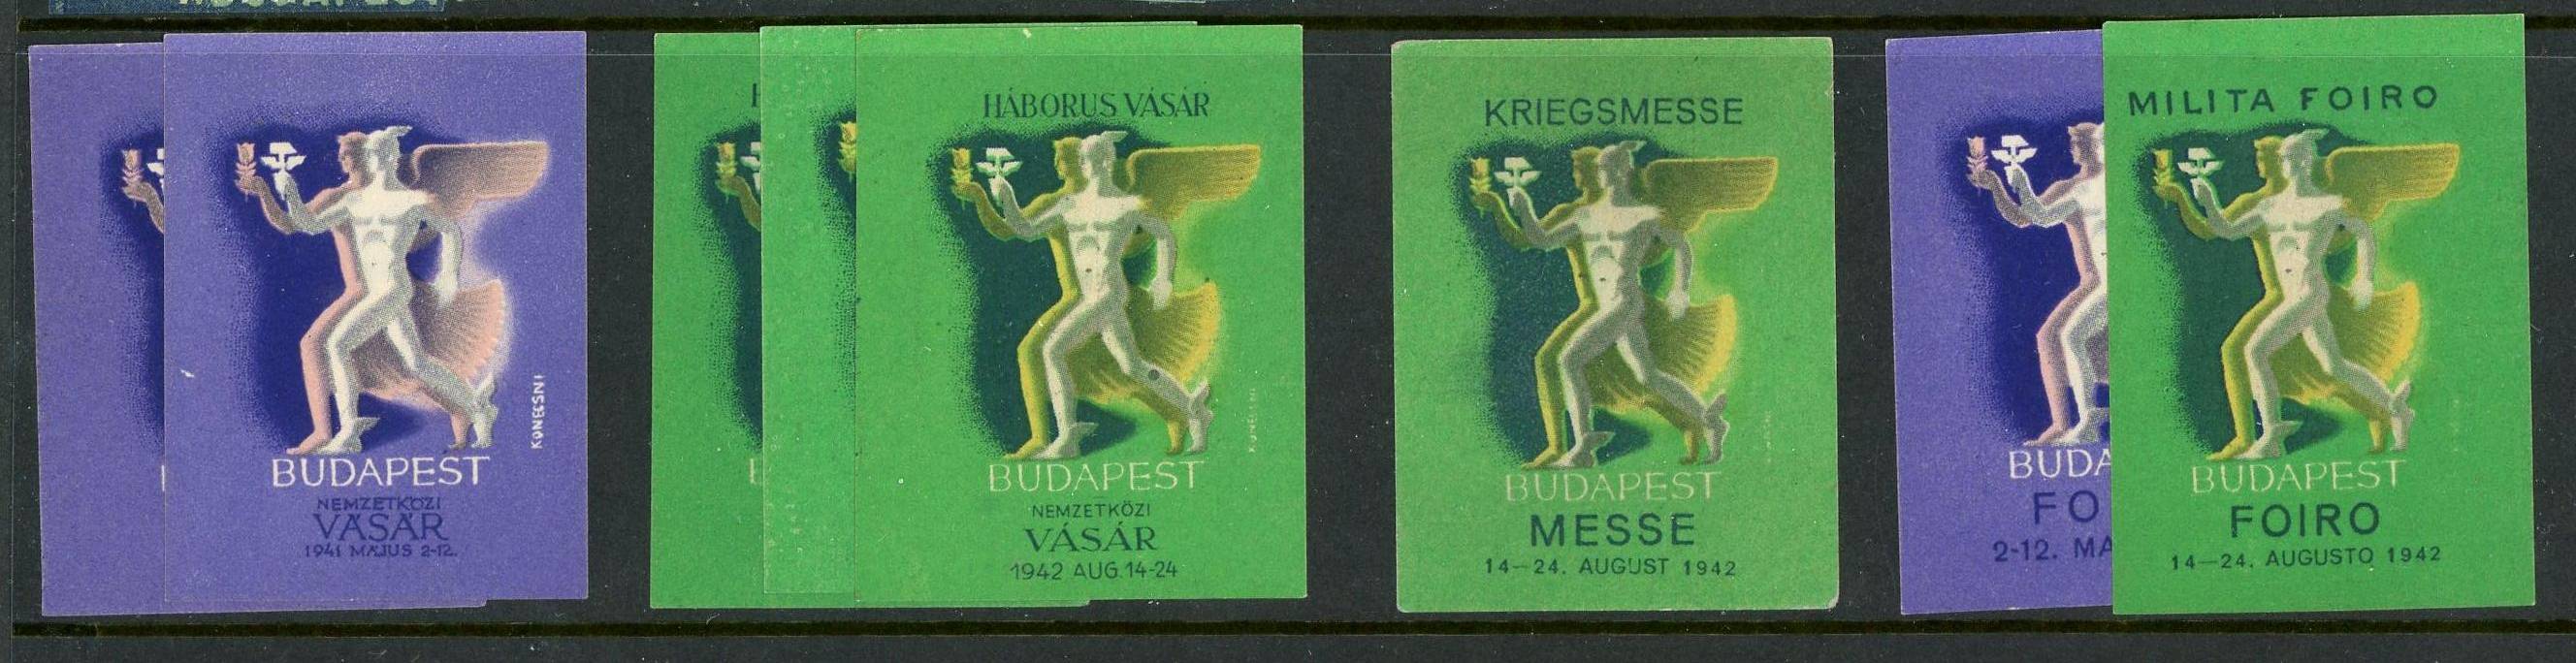 KONECSNI
BUDAPEST
NEMZETKÖZI
VÁSÁR
1941 MÁJUS 2-12.
H
B
HÁBORUS VÁSÁR
KONECSNI
BUDAPEST
NEMZETKÖZI
VÁSÁR
1942 AUG. 14-24
KRIEGSMESSE
BUDAPEST
MESSE
14—24. AUGUST 1942
BUDA
FO
2-12. MA
MILITA FOIRO
BUDAPEST
FOIRO
14—24. AUGUSTO 1942